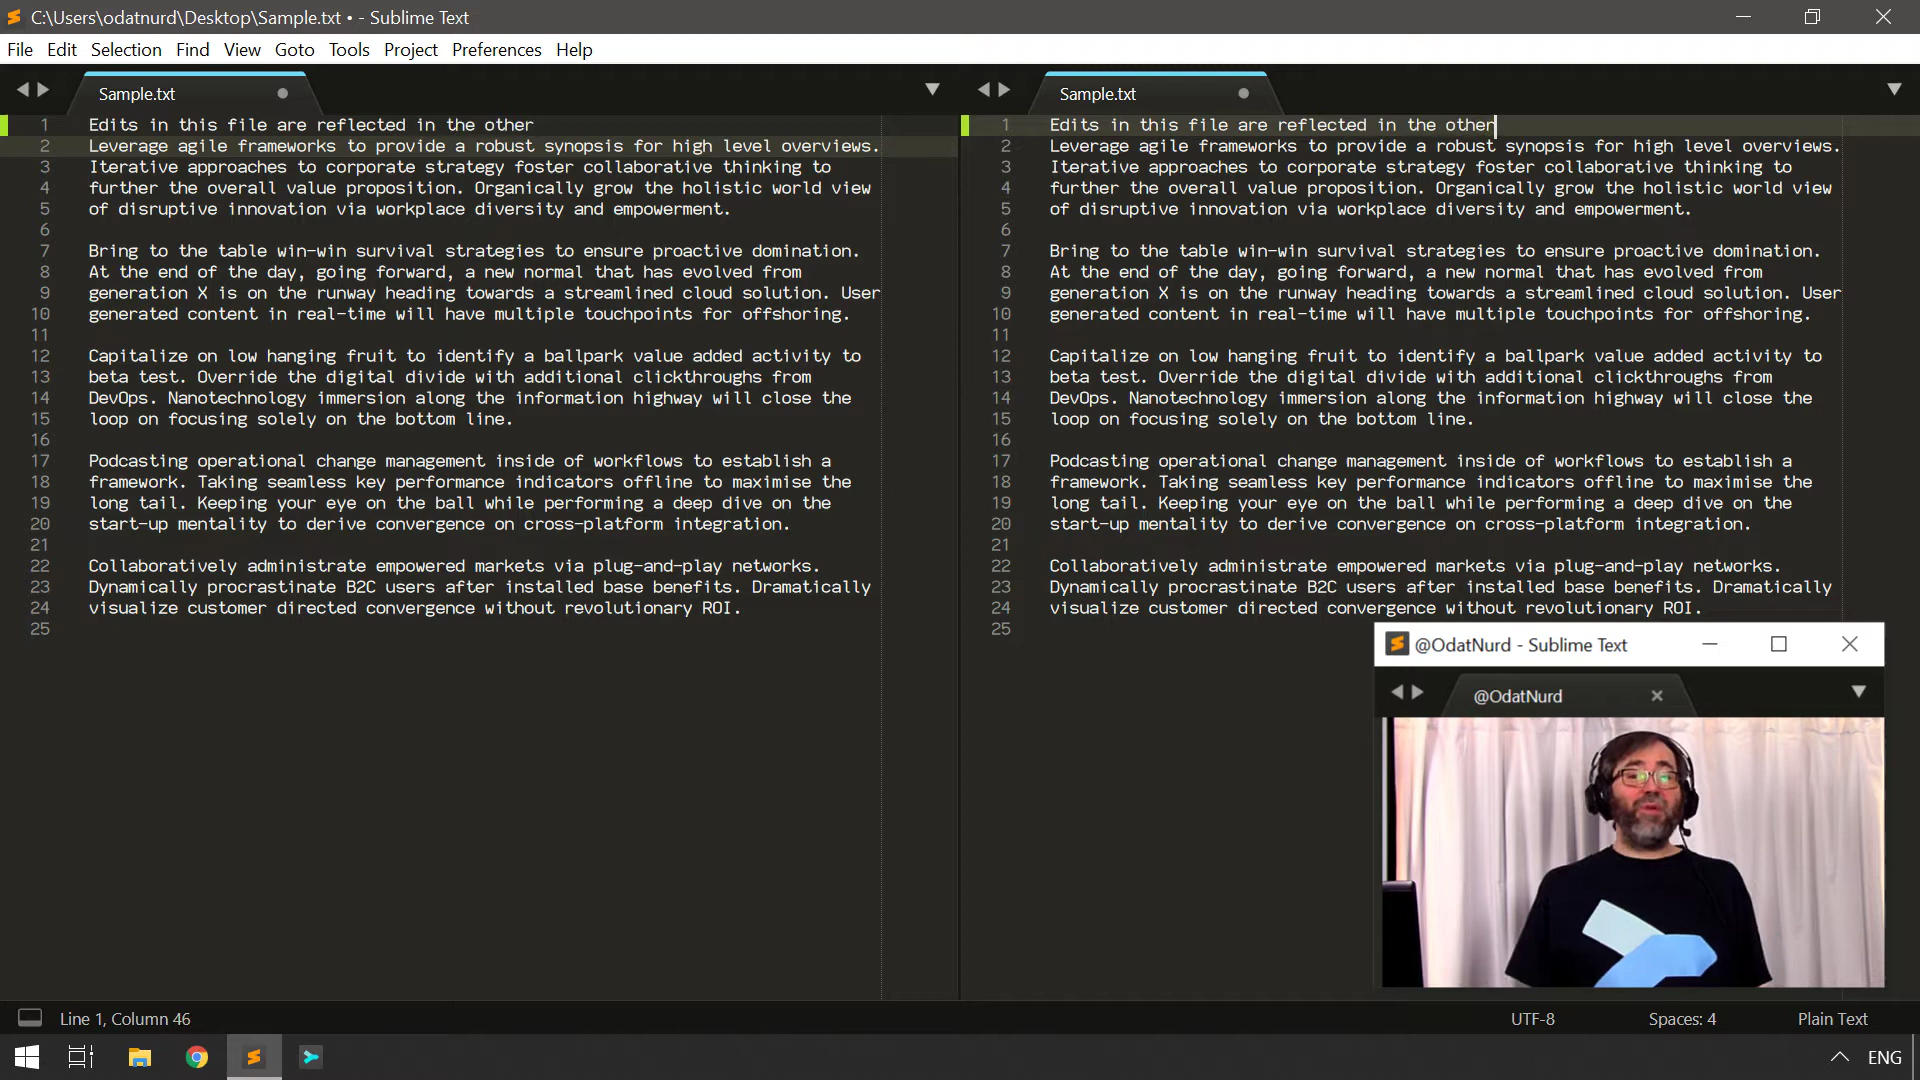 C:\Users\odatnurd\Desktop\Sample.txt • - Sublime Text
File Edit Selection Find View Goto Tools Project Preferences Help
Sample.txt
1 Edits in this file are reflected in the other
2 Leverage agile frameworks to provide a robust synopsis for high level overviews.
3 Iterative approaches to corporate strategy foster collaborative thinking to
4 further the overall value proposition. Organically grow the holistic world view
5 of disruptive innovation via workplace diversity and empowerment.
6
7 Bring to the table win-win survival strategies to ensure proactive domination.
8 At the end of the day, going forward, a new normal that has evolved from
9 generation X is on the runway heading towards a streamlined cloud solution. User
10 generated content in real-time will have multiple touchpoints for offshoring.
11
12 Capitalize on low hanging fruit to identify a ballpark value added activity to
13 beta test. Override the digital divide with additional clickthroughs from
14 DevOps. Nanotechnology immersion along the information highway will close the
15 loop on focusing solely on the bottom line.
16
17 Podcasting operational change management inside of workflows to establish a
18 framework. Taking seamless key performance indicators offline to maximise the
19 long tail. Keeping your eye on the ball while performing a deep dive on the
20 start-up mentality to derive convergence on cross-platform integration.
21
22 Collaboratively administrate empowered markets via plug-and-play networks.
23 Dynamically procrastinate B2C users after installed base benefits. Dramatically
24 visualize customer directed convergence without revolutionary ROI.
25
Sample.txt
1 Edits in this file are reflected in the other
2 Leverage agile frameworks to provide a robust synopsis for high level overviews.
3 Iterative approaches to corporate strategy foster collaborative thinking to
4 further the overall value proposition. Organically grow the holistic world view
5 of disruptive innovation via workplace diversity and empowerment.
6
7 Bring to the table win-win survival strategies to ensure proactive domination.
8 At the end of the day, going forward, a new normal that has evolved from
9 generation X is on the runway heading towards a streamlined cloud solution. User
10 generated content in real-time will have multiple touchpoints for offshoring.
11
12 Capitalize on low hanging fruit to identify a ballpark value added activity to
13 beta test. Override the digital divide with additional clickthroughs from
14 DevOps. Nanotechnology immersion along the information highway will close the
15 loop on focusing solely on the bottom line.
16
17 Podcasting operational change management inside of workflows to establish a
18 framework. Taking seamless key performance indicators offline to maximise the
19 long tail. Keeping your eye on the ball while performing a deep dive on the
20 start-up mentality to derive convergence on cross-platform integration.
21
22 Collaboratively administrate empowered markets via plug-and-play networks.
23 Dynamically procrastinate B2C users after installed base benefits. Dramatically
24 visualize customer directed convergence without revolutionary ROI.
25
@OdatNurd - Sublime Text
@OdatNurd
Line 1, Column 46 UTF-8 Spaces: 4 Plain Text
ENG